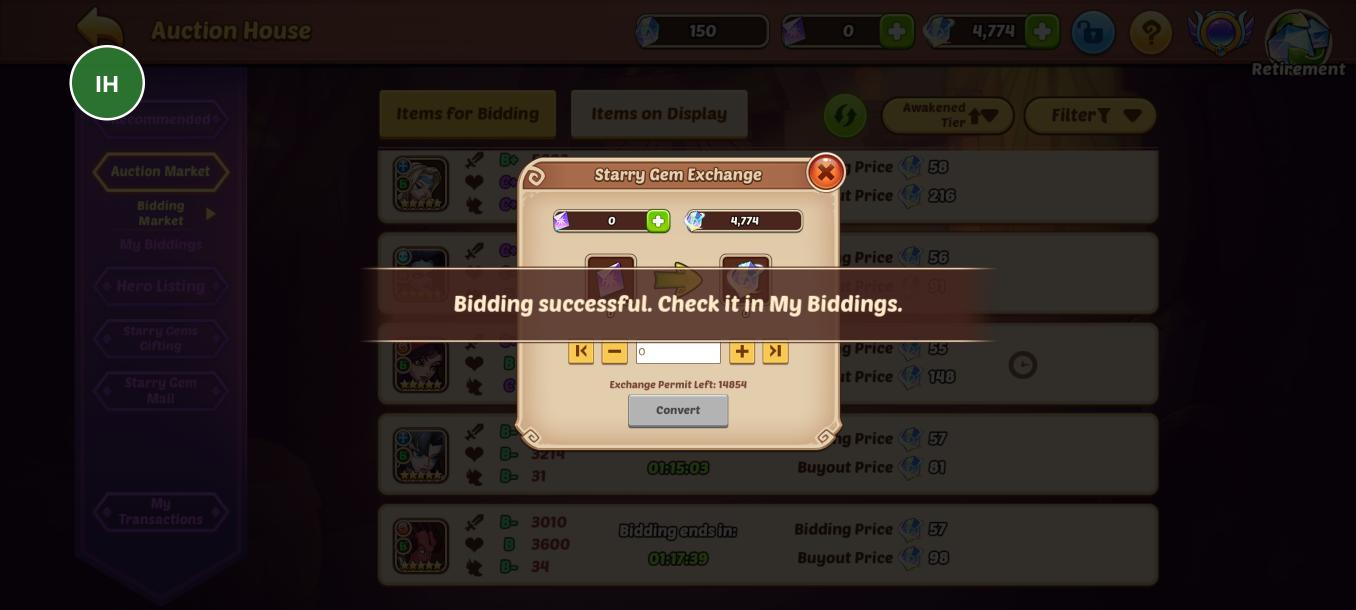 Auction House
150
0
4,774
Retirement
IH
commended
Auction Market
Bidding
Market
My Biddings
Hero Listing
Starry Gems
Gifting
Starry Gem
Mail
My
Transactions
Items for Bidding
Items on Display
Awakened
Tier
Filter
B+
C+
C
Price 58
Price 216
C+
Price 56
91
B
55
Price 148
B-
B
3214
B- 31
01:15:03
Bidding Price 57
Buyout Price 81
B- 3010
B 3600
B- 34
Bidding ends in:
01:17:39
Bidding Price 57
Buyout Price 98
Starry Gem Exchange
0
4,774
Bidding successful. Check it in My Biddings.
0
Exchange Permit Left: 14854
Convert